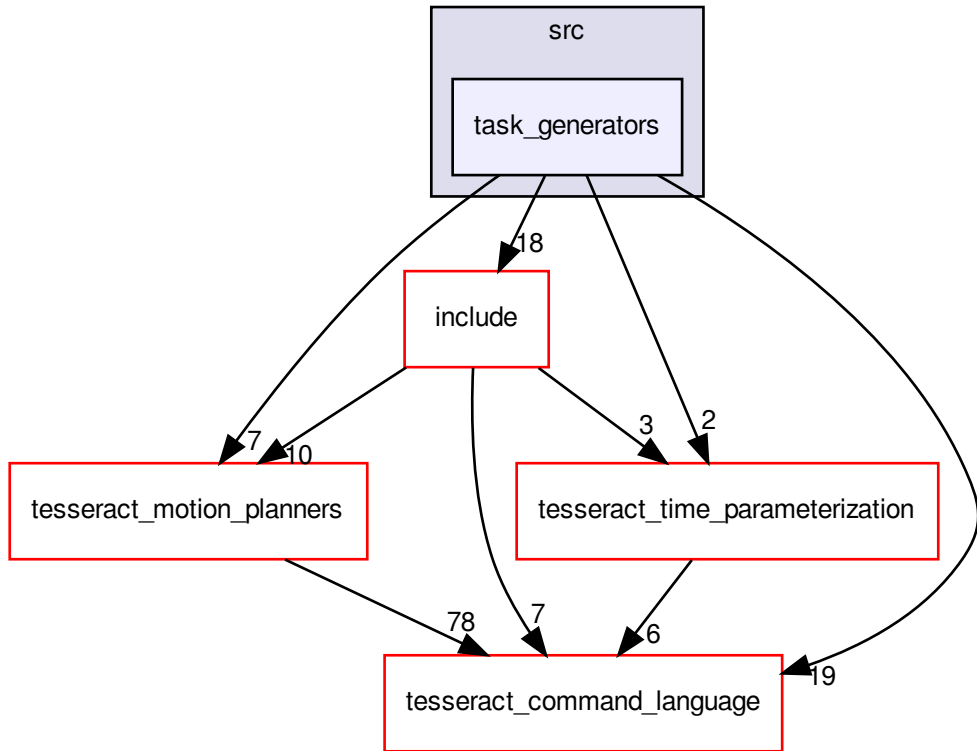 src
task_generators
18
include
7
10
3
2
tesseract_motion_planners
tesseract_time_parameterization
78
7
6
19
tesseract_command_language